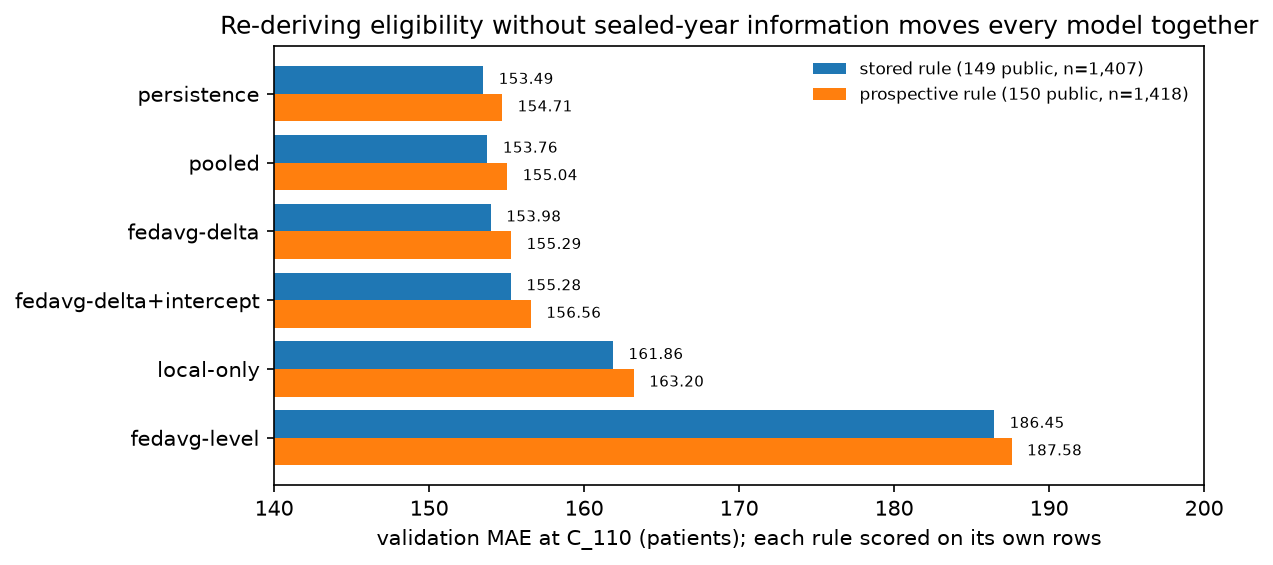 Re-deriving eligibility without sealed-year information moves every model together
stored rule (149 public, n=1,407)
prospective rule (150 public, n=1,418)
persistence
153.49
154.71
pooled
153.76
155.04
fedavg-delta
153.98
155.29
fedavg-delta+intercept
155.28
156.56
local-only
161.86
163.20
fedavg-level
186.45
187.58
140 150 160 170 180 190 200
validation MAE at C_110 (patients); each rule scored on its own rows